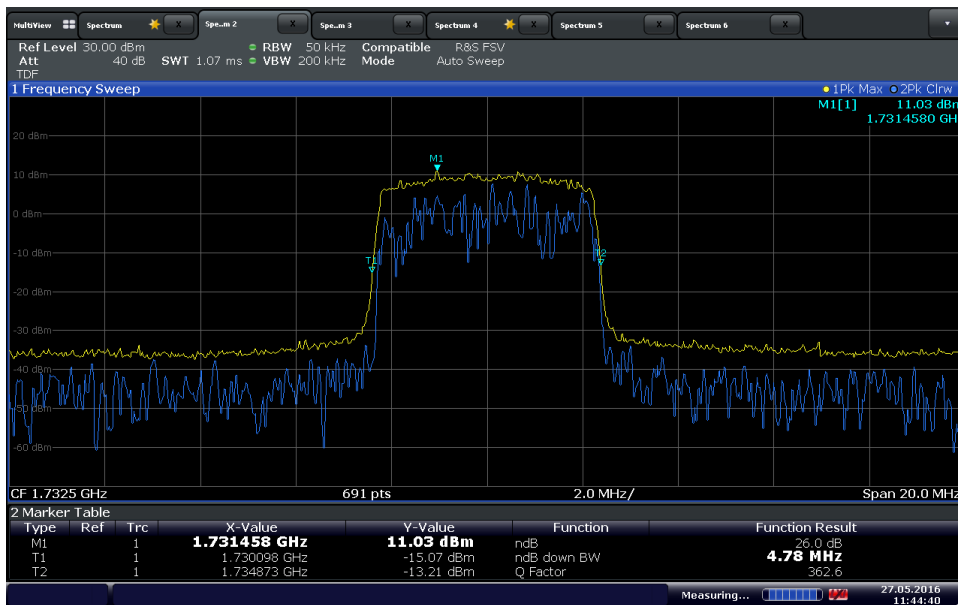 MultiView Spectrum X Spe..m 2 X Spe..m 3 X Spectrum 4 X Spectrum 5 X Spectrum 6 X
Ref Level 30.00 dBm RBW 50 kHz Compatible R&S FSV
Att 40 dB SWT 1.07 ms VBW 200 kHz Mode Auto Sweep
TDF
1 Frequency Sweep 1Pk Max 2Pk Clrw
M1[1] 11.03 dBm
1.7314580 GH
20 dBm
M1
10 dBm
0 dBm
-10 dBm
T1 T2
-20 dBm
-30 dBm
-40 dBm
-50 dBm
-60 dBm
CF 1.7325 GHz 691 pts 2.0 MHz/ Span 20.0 MHz
2 Marker Table
Type Ref Trc X-Value Y-Value Function Function Result
M1 1 1.731458 GHz 11.03 dBm ndB 26.0 dB
T1 1 1.730098 GHz -15.07 dBm ndB down BW 4.78 MHz
T2 1 1.734873 GHz -13.21 dBm Q Factor 362.6
Measuring... 27.05.2016
11:44:40